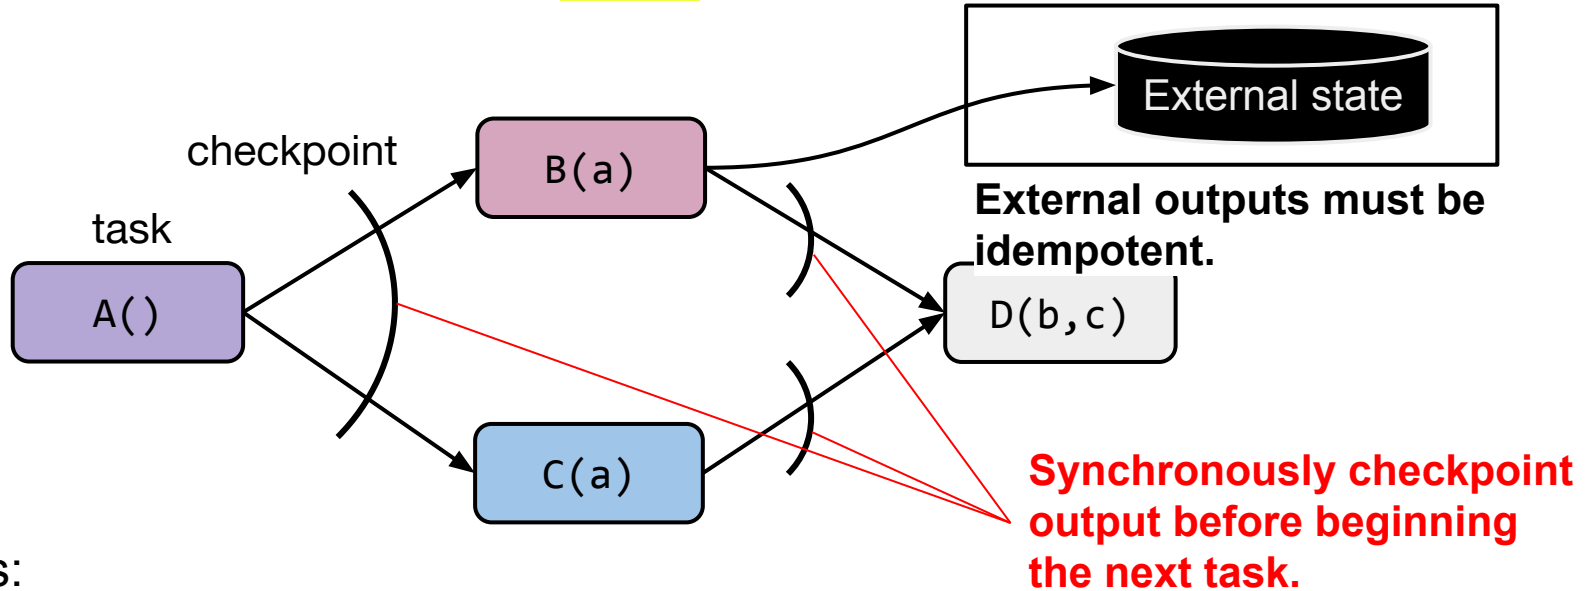 External state
checkpoint
B(a)
External outputs must be
idempotent.
task
A()
D(b,c)
C(a)
Synchronously checkpoint
output before beginning
the next task.
s: